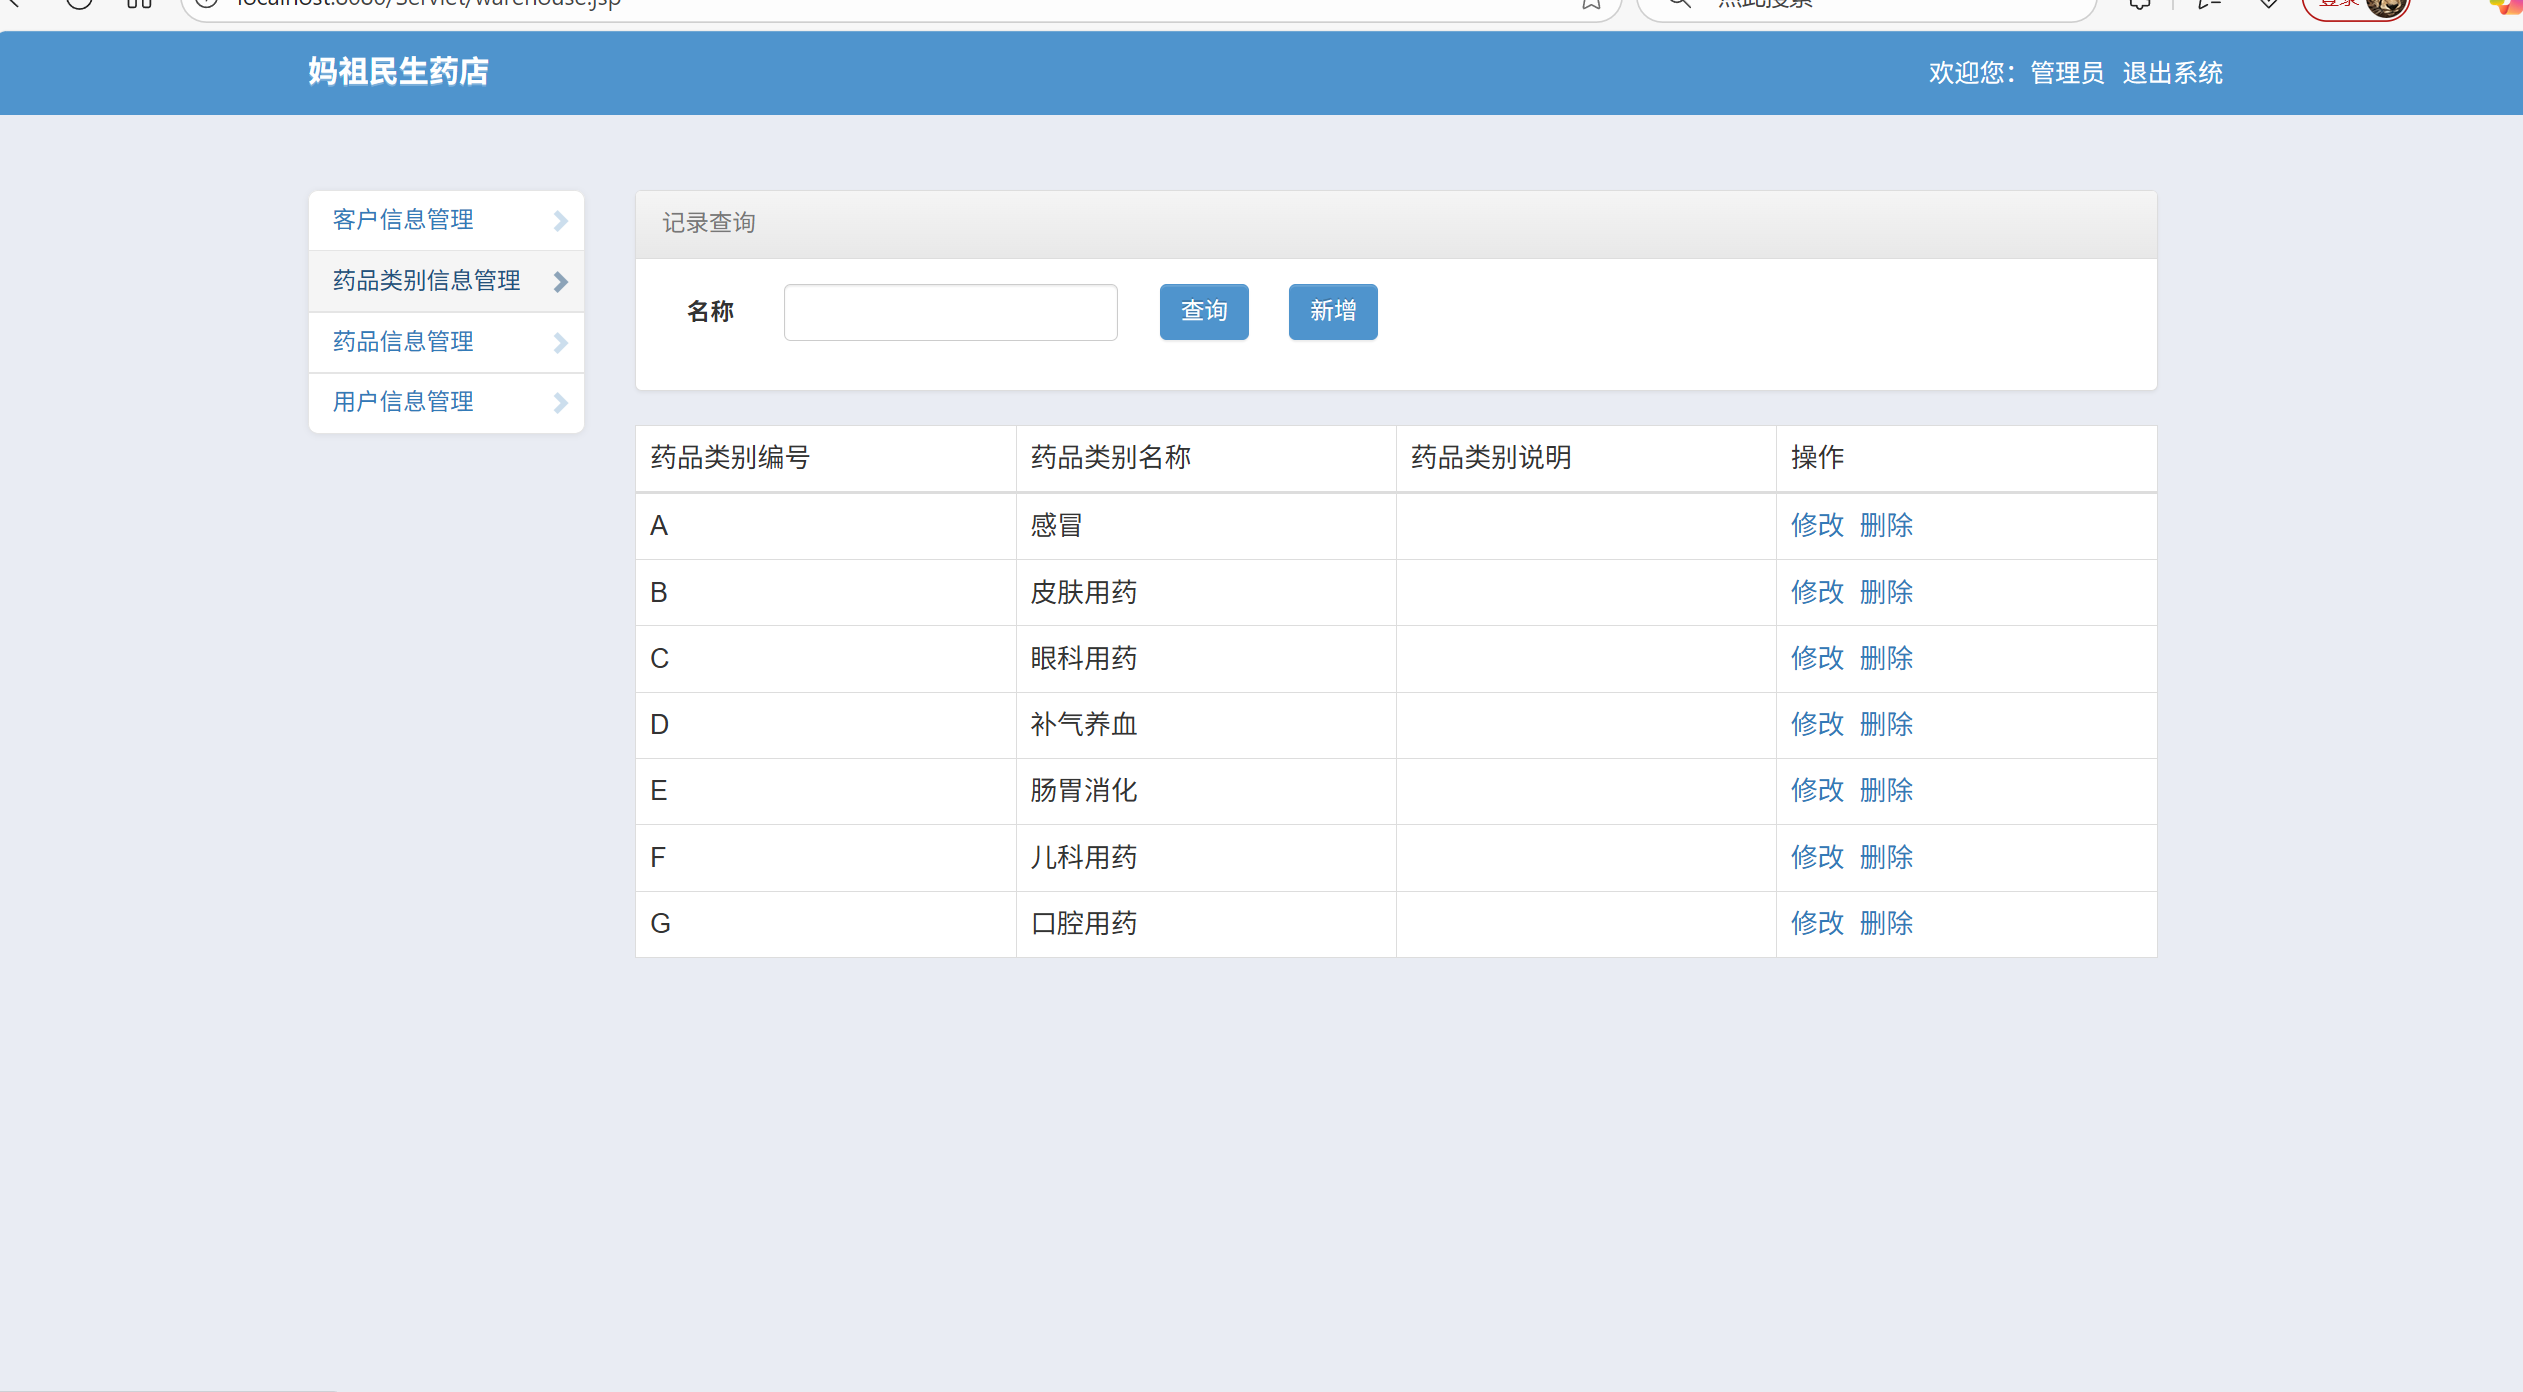 localhost:8080/Servlet/warehouse.jsp
点此搜索
登录
妈祖民生药店
欢迎您：管理员 退出系统
客户信息管理
药品类别信息管理
药品信息管理
用户信息管理
记录查询
名称
查询
新增
药品类别编号 药品类别名称 药品类别说明 操作
A 感冒 修改 删除
B 皮肤用药 修改 删除
C 眼科用药 修改 删除
D 补气养血 修改 删除
E 肠胃消化 修改 删除
F 儿科用药 修改 删除
G 口腔用药 修改 删除